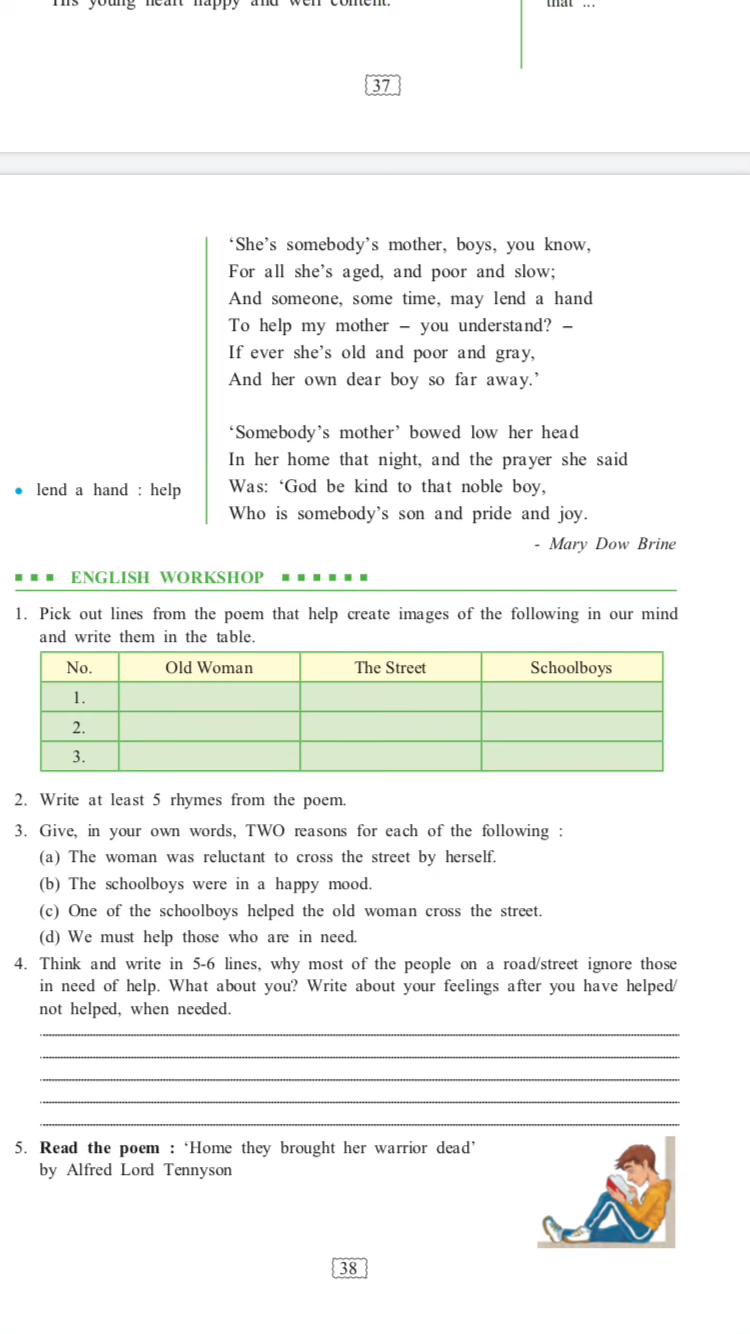 His young heart happy and well content.
that ...
37
‘She’s somebody’s mother, boys, you know,
For all she’s aged, and poor and slow;
And someone, some time, may lend a hand
To help my mother – you understand? –
If ever she’s old and poor and gray,
And her own dear boy so far away.’
‘Somebody’s mother’ bowed low her head
In her home that night, and the prayer she said
• lend a hand : help
Was: ‘God be kind to that noble boy,
Who is somebody’s son and pride and joy.
- Mary Dow Brine
ENGLISH WORKSHOP
1. Pick out lines from the poem that help create images of the following in our mind
and write them in the table.
No. Old Woman The Street Schoolboys
1.
2.
3.
2. Write at least 5 rhymes from the poem.
3. Give, in your own words, TWO reasons for each of the following :
(a) The woman was reluctant to cross the street by herself.
(b) The schoolboys were in a happy mood.
(c) One of the schoolboys helped the old woman cross the street.
(d) We must help those who are in need.
4. Think and write in 5-6 lines, why most of the people on a road/street ignore those
in need of help. What about you? Write about your feelings after you have helped/
not helped, when needed.
5. Read the poem : ‘Home they brought her warrior dead’
by Alfred Lord Tennyson
38